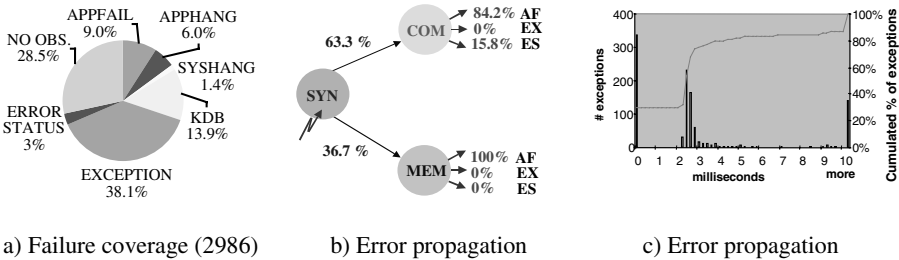 APPFAIL
9.0%
APPHANG
6.0%
NO OBS.
28.5%
SYSHANG
1.4%
KDB
13.9%
ERROR
STATUS
3%
EXCEPTION
38.1%
a) Failure coverage (2986)
SYN
63.3 %
COM
84.2% AF
0% EX
15.8% ES
36.7 %
MEM
100% AF
0% EX
0% ES
b) Error propagation
# exceptions
400
300
200
100
0
100%
80%
60%
40%
20%
0%
Cumulated % of exceptions
0 1 2 3 4 5 6 7 8 9 10
milliseconds
more
c) Error propagation